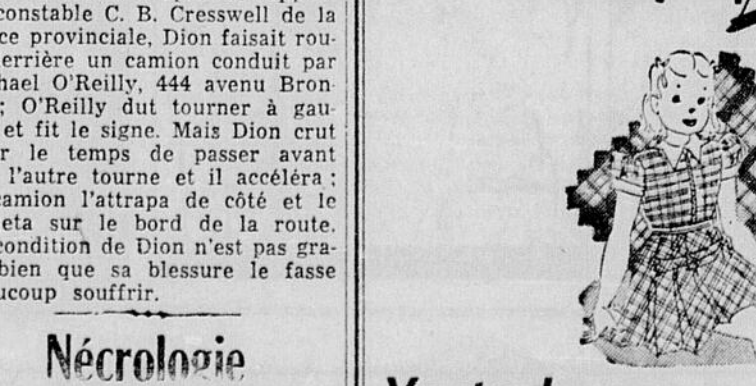 constable C. B. Cresswell de la
ce provinciale, Dion faisait rou-
errière un camion conduit par
hael O'Reilly, 444 avenu Bron-
; O'Reilly dut tourner à gau-
et fit le signe. Mais Dion crut
r le temps de passer avant
l'autre tourne et il accéléra ;
camion l'attrapa de côté et le
eta sur le bord de la route.
condition de Dion n'est pas gra-
bien que sa blessure le fasse
ucoup souffrir.
Nécrologie